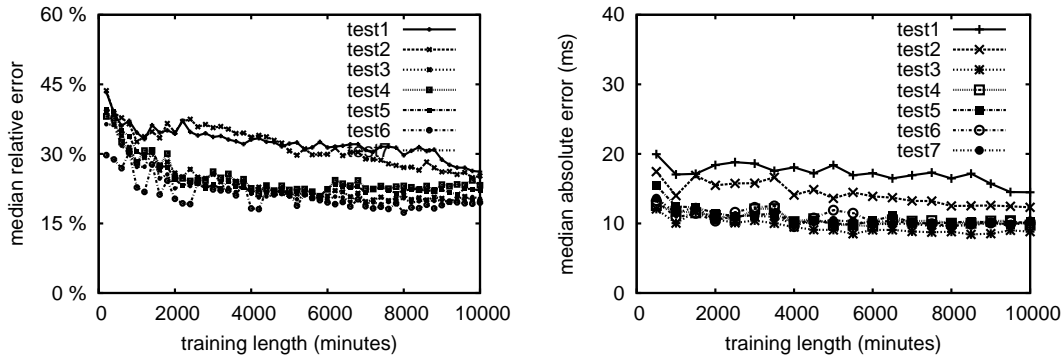 60 %
45 %
30 %
15 %
0 %
median relative error
0 2000 4000 6000 8000 10000
training length (minutes)
test1
test2
test3
test4
test5
test6
40
30
20
10
0
median absolute error (ms)
0 2000 4000 6000 8000 10000
training length (minutes)
test1
test2
test3
test4
test5
test6
test7